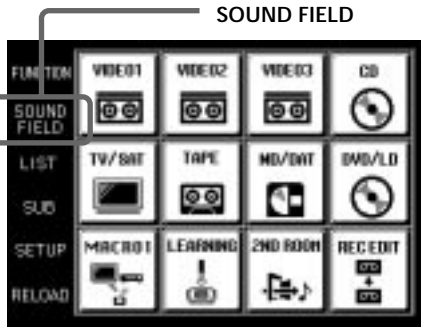 SOUND FIELD
FUNCTION
VIDEO1
VIDEO2
VIDEO3
CD
SOUND
FIELD
LIST
TV/SAT
TAPE
MD/DAT
DVD/LD
SUB
SETUP
MACRO1
LEARNING
2ND ROOM
REC EDIT
RELOAD